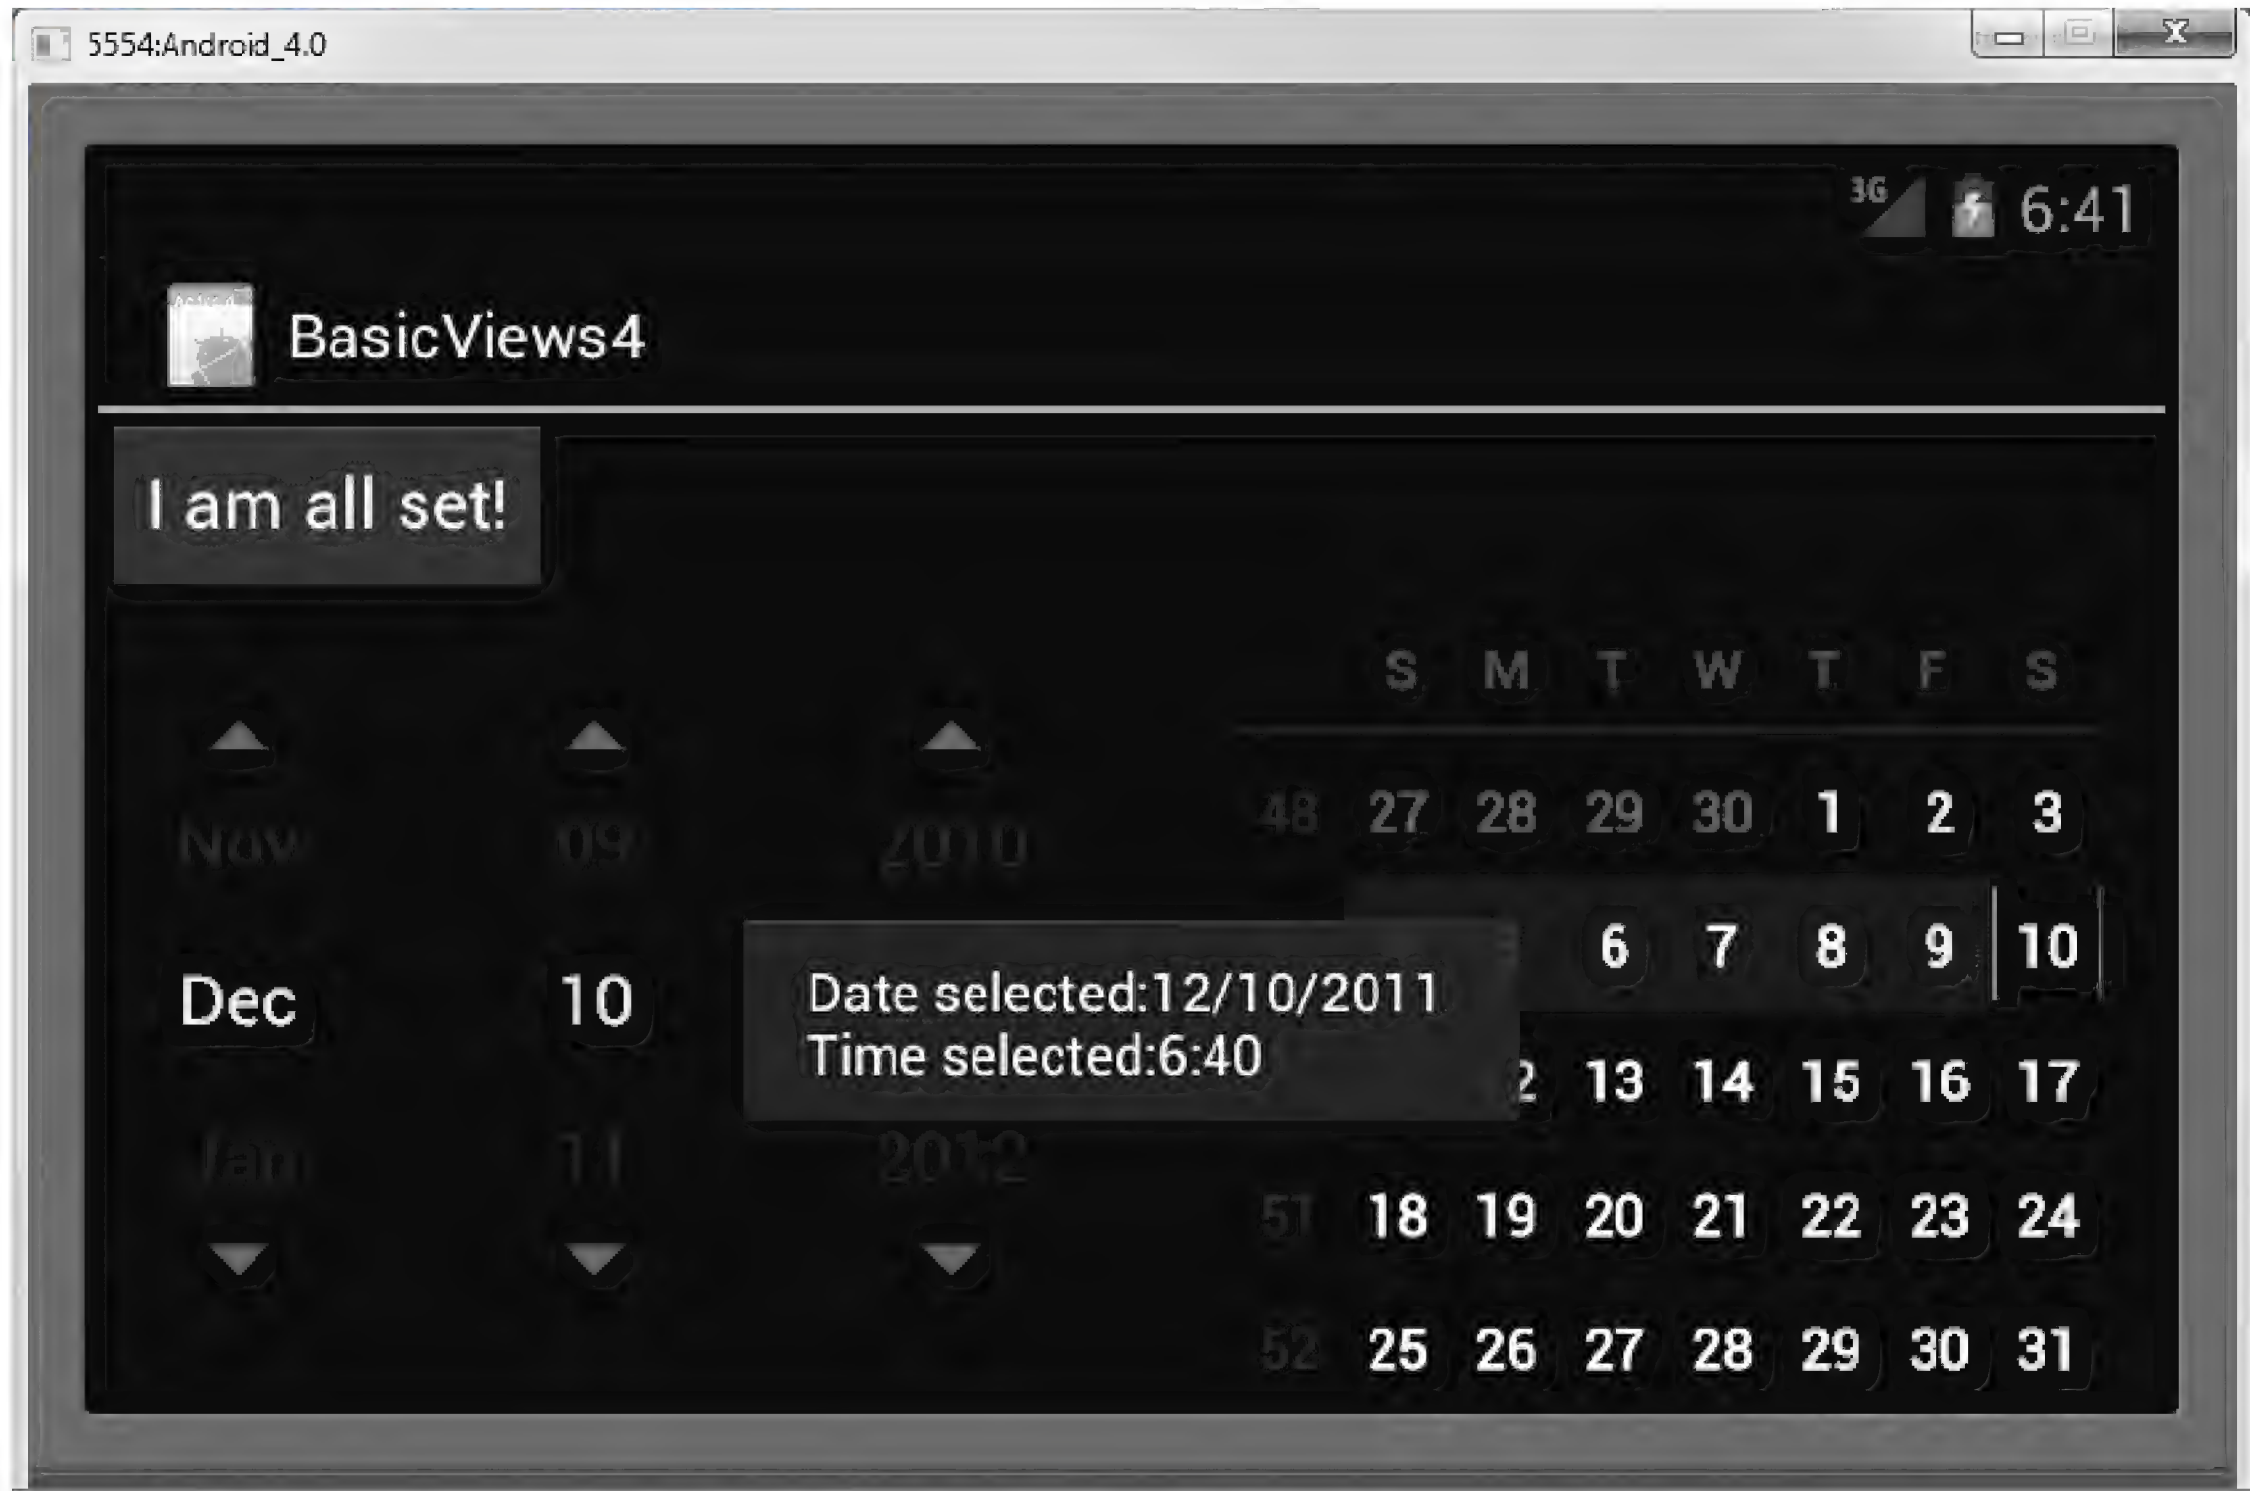 5554:Android_4.0
3G 6:41
BasicViews4
I am all set!
S M T W T F S
48 27 28 29 30 1 2 3
Nov 09 2010
6 7 8 9 10
Dec 10
Date selected:12/10/2011
Time selected:6:40
13 14 15 16 17
Jan 11 2012
51 18 19 20 21 22 23 24
52 25 26 27 28 29 30 31